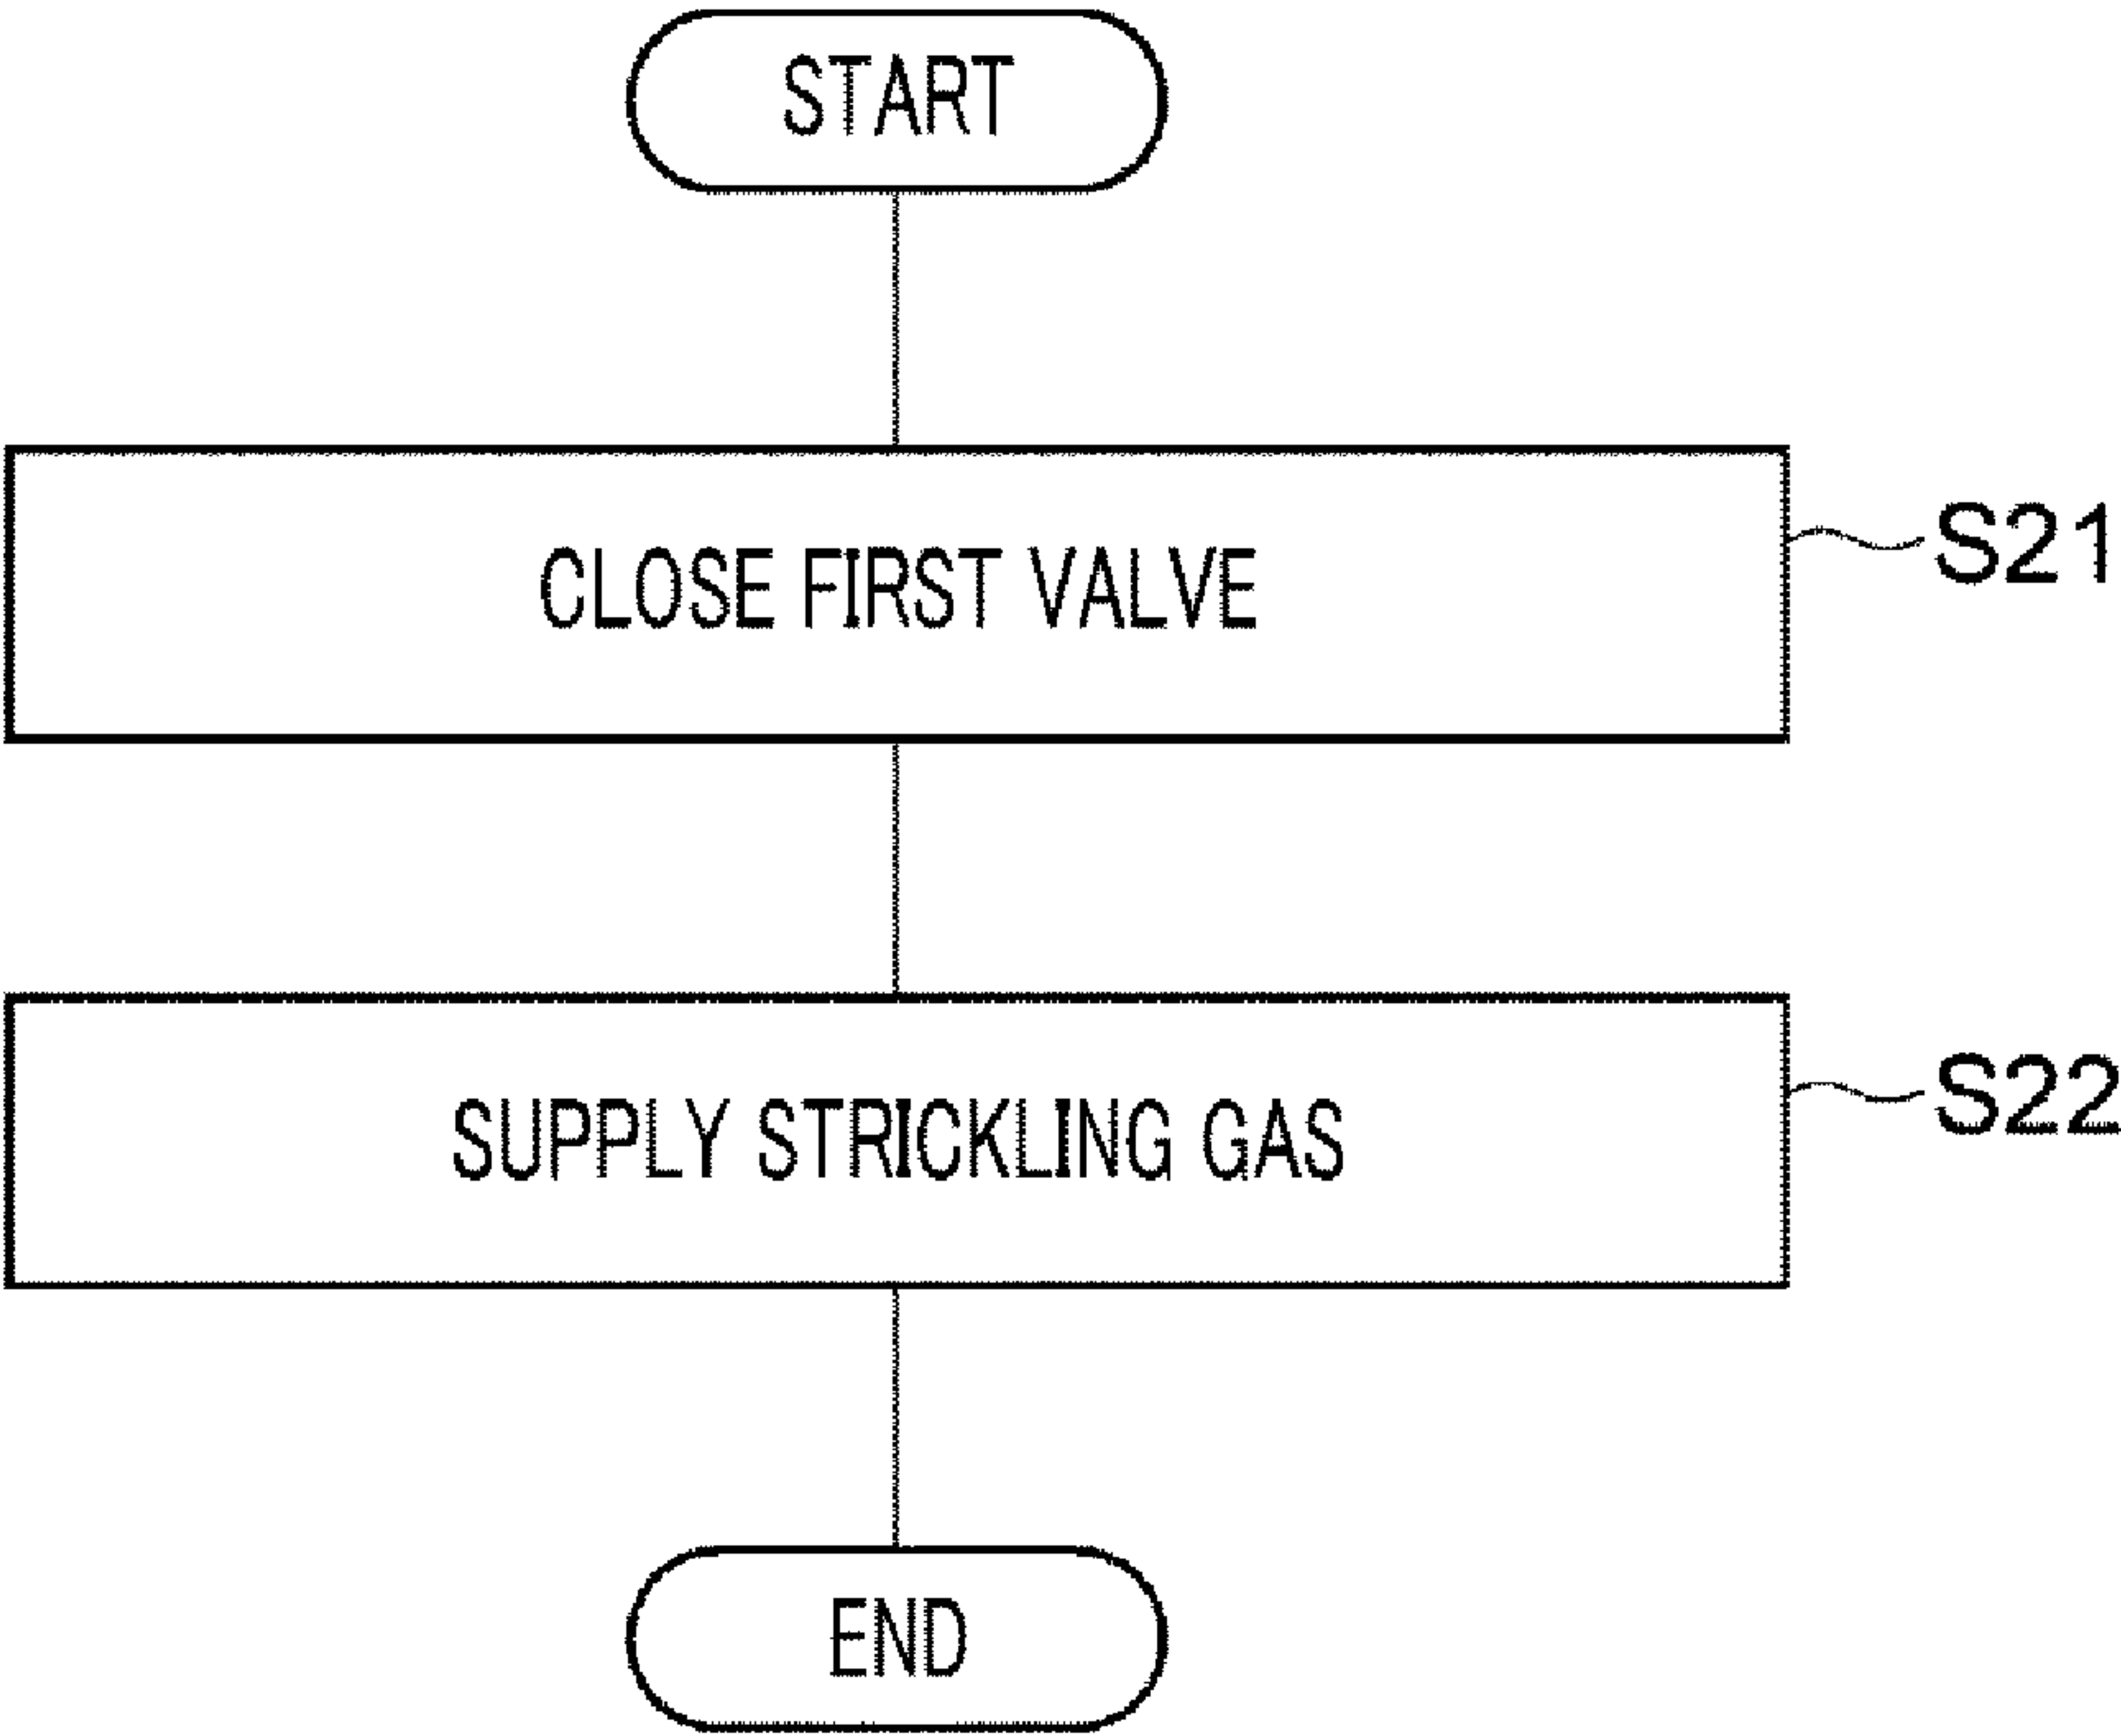 START
CLOSE FIRST VALVE
S21
SUPPLY STRICKLING GAS
S22
END